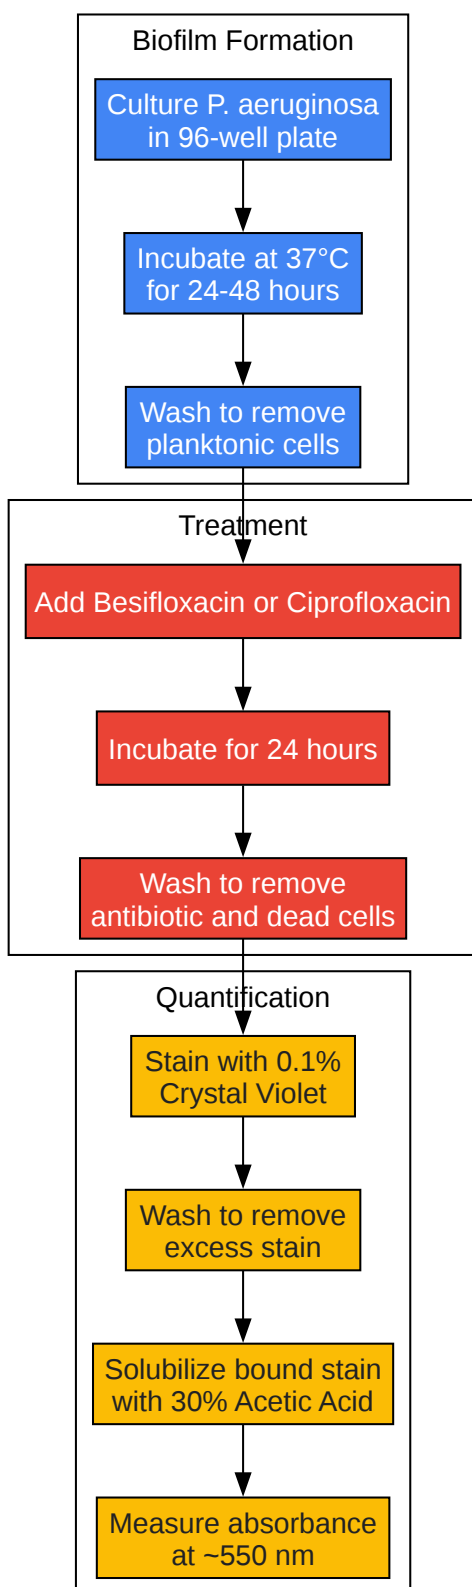 Biofilm Formation
Culture P. aeruginosa
in 96-well plate
Incubate at 37°C
for 24-48 hours
Wash to remove
planktonic cells
Treatment
Add Besifloxacin or Ciprofloxacin
Incubate for 24 hours
Wash to remove
antibiotic and dead cells
Quantification
Stain with 0.1%
Crystal Violet
Wash to remove
excess stain
Solubilize bound stain
with 30% Acetic Acid
Measure absorbance
at ~550 nm